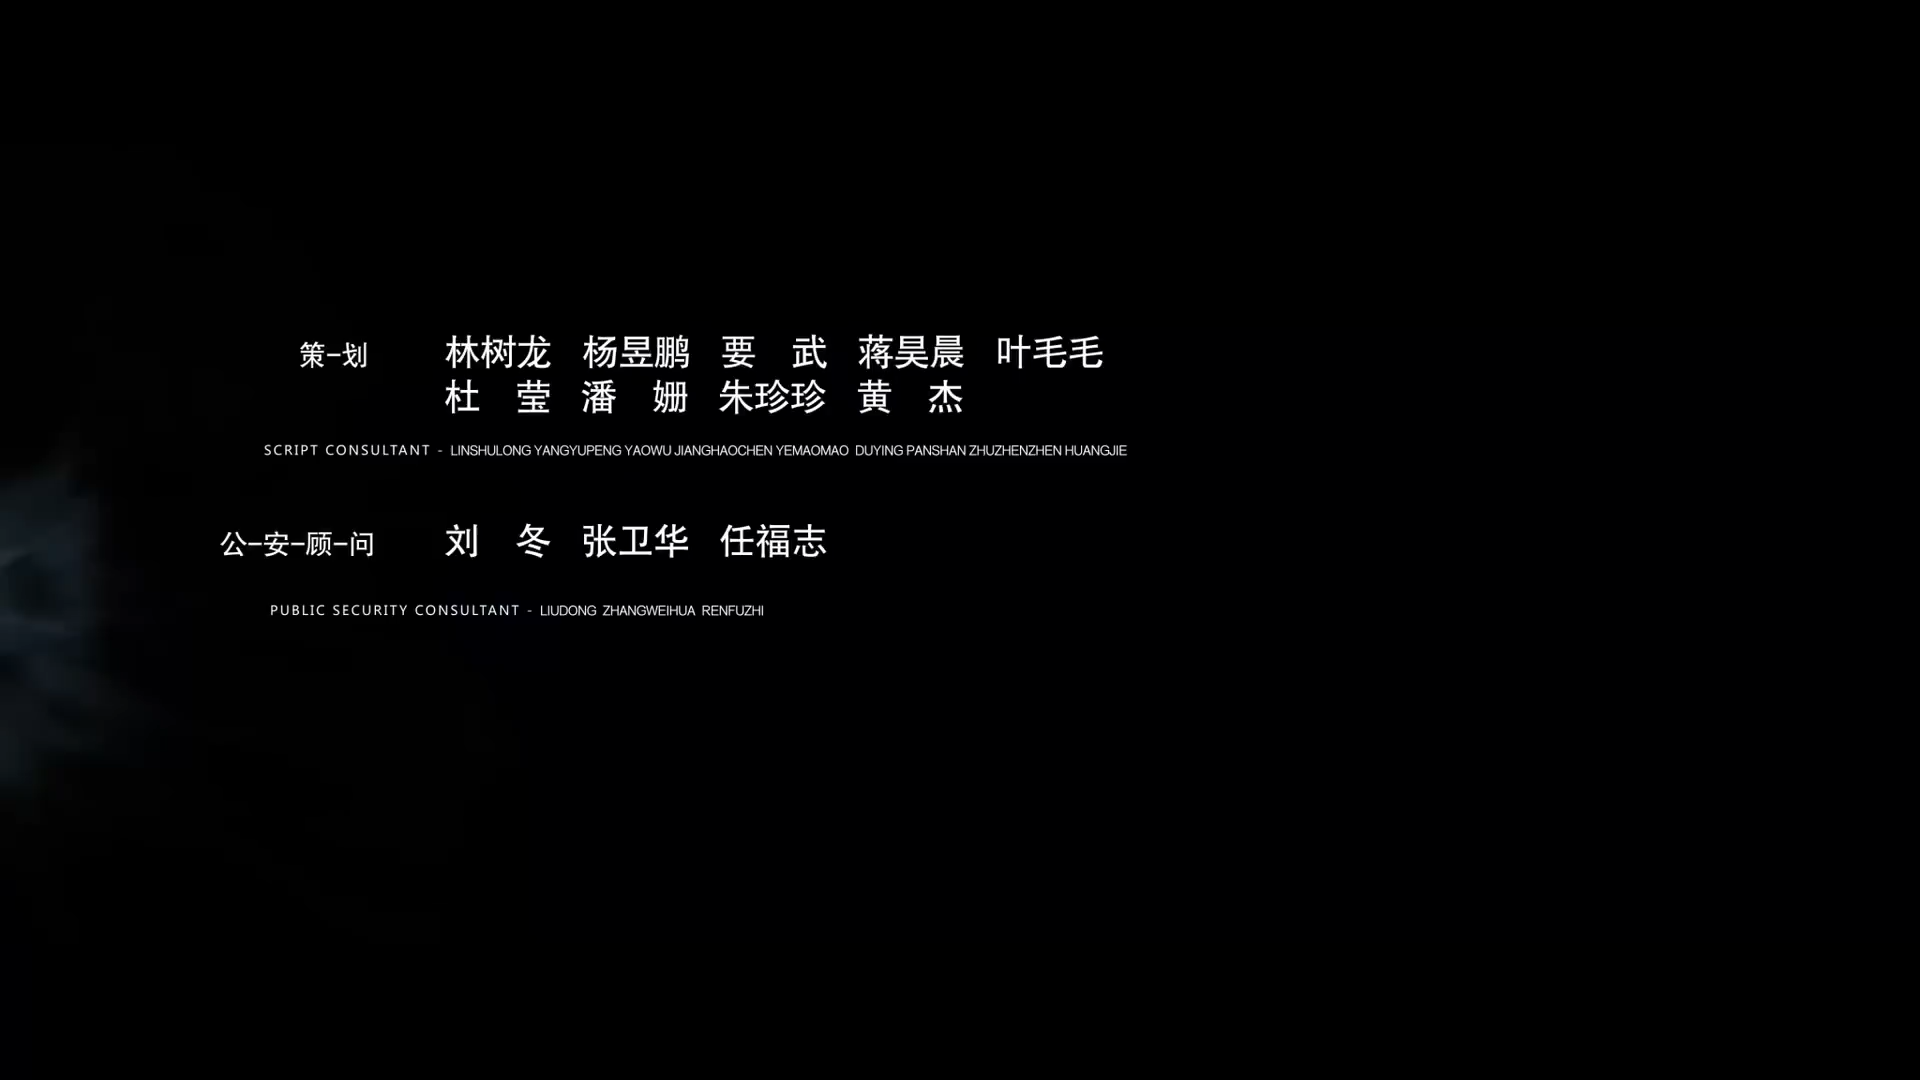 策-划 林树龙 杨昱鹏 要 武 蒋昊晨 叶毛毛
杜 莹 潘 姗 朱珍珍 黄 杰
SCRIPT CONSULTANT - LINSHULONG YANGYUPENG YAOWU JIANGHAOCHEN YEMAOMAO DUYING PANSHAN ZHUZHENZHEN HUANGJIE
公-安-顾-问 刘 冬 张卫华 任福志
PUBLIC SECURITY CONSULTANT - LIUDONG ZHANGWEIHUA RENFUZHI